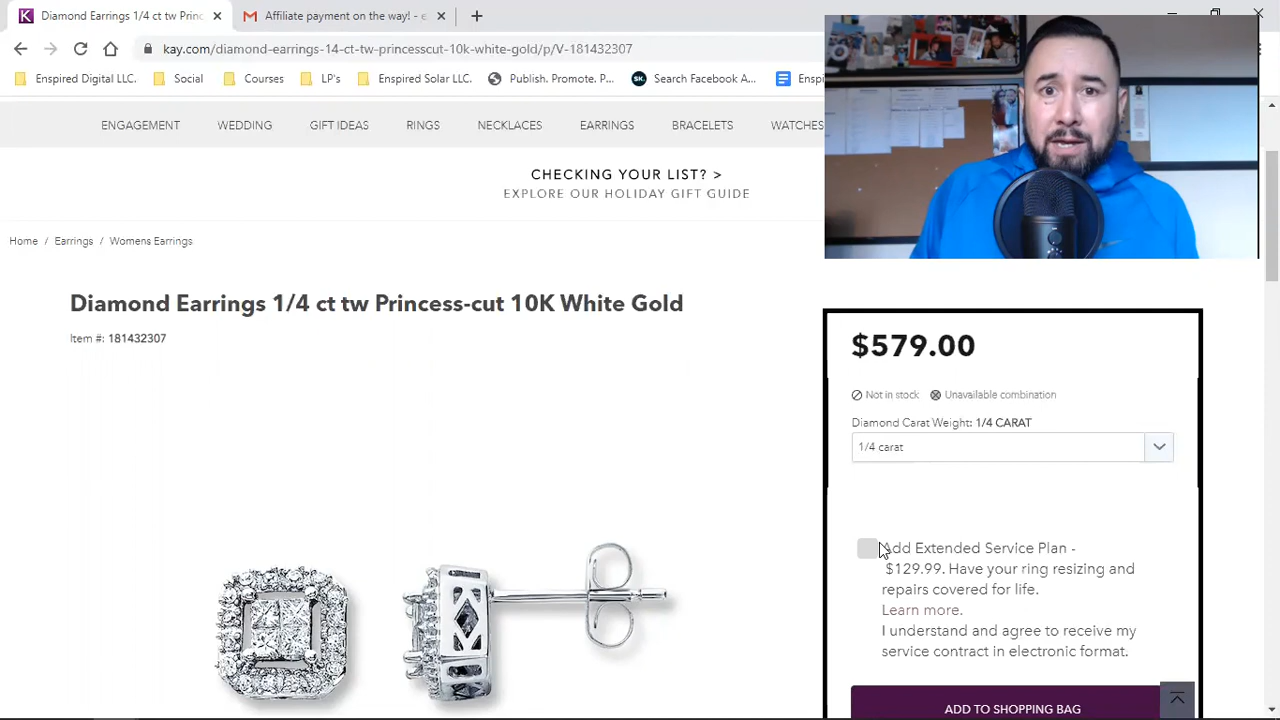 Diamond Earrings 1/4 ct tw Princ
Affiliate payment on the way! - e
kay.com/diamond-earrings-14-ct-tw-princesscut-10k-white-gold/p/V-181432307
Enspired Digital LLC.
Social
Courses
LP's
Enspired Solar LLC.
Publish. Promote. P...
SK.
Search Facebook A...
Enspi
ENGAGEMENT
WEDDING
GIFT IDEAS
RINGS
NECKLACES
EARRINGS
BRACELETS
WATCHES
CHECKING YOUR LIST? >
EXPLORE OUR HOLIDAY GIFT GUIDE
Home / Earrings / Womens Earrings
Diamond Earrings 1/4 ct tw Princess-cut 10K White Gold
Item #: 181432307
$579.00
Not in stock
Unavailable combination
Diamond Carat Weight: 1/4 CARAT
1/4 carat
Add Extended Service Plan -
$129.99. Have your ring resizing and
repairs covered for life.
Learn more.
I understand and agree to receive my
service contract in electronic format.
ADD TO SHOPPING BAG